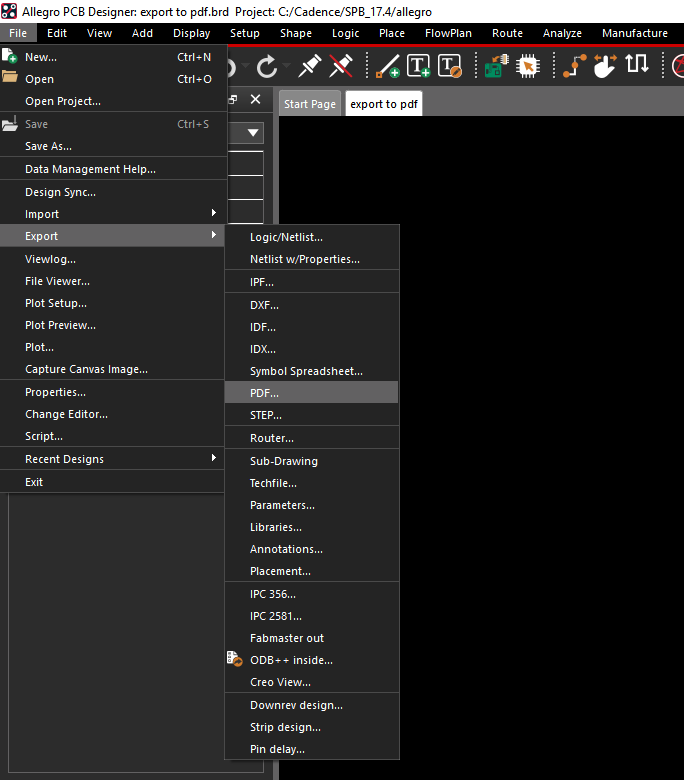 Allegro PCB Designer: export to pdf.brd Project: C:/Cadence/SPB_17.4/allegro
File Edit View Add Display Setup Shape Logic Place FlowPlan Route Analyze Manufacture
New... Ctrl+N
Open Ctrl+O
Open Project...
Save Ctrl+S
Save As...
Data Management Help...
Design Sync...
Import
Export
Viewlog...
File Viewer...
Plot Setup...
Plot Preview...
Plot...
Capture Canvas Image...
Properties...
Change Editor...
Script...
Recent Designs
Exit
Start Page export to pdf
Logic/Netlist...
Netlist w/Properties...
IPF...
DXF...
IDF...
IDX...
Symbol Spreadsheet...
PDF...
STEP...
Router...
Sub-Drawing
Techfile...
Parameters...
Libraries...
Annotations...
Placement...
IPC 356...
IPC 2581...
Fabmaster out
ODB++ inside...
Creo View...
Downrev design...
Strip design...
Pin delay...